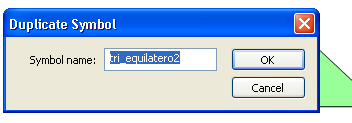 Duplicate Symbol
Symbol name: tri_equilatero2
OK
Cancel